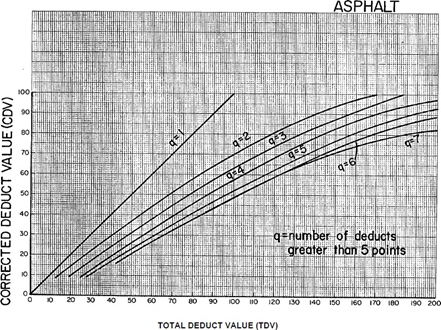 ASPHALT
CORRECTED DEDUCT VALUE (CDV)
100
90
80
70
60
50
40
30
20
10
0
q=1
q=2
q=3
q=4
q=5
q=6
q=7
q=number of deducts
greater than 5 points
0 10 20 30 40 50 60 70 80 90 100 110 120 130 140 150 160 170 180 190 200
TOTAL DEDUCT VALUE (TDV)